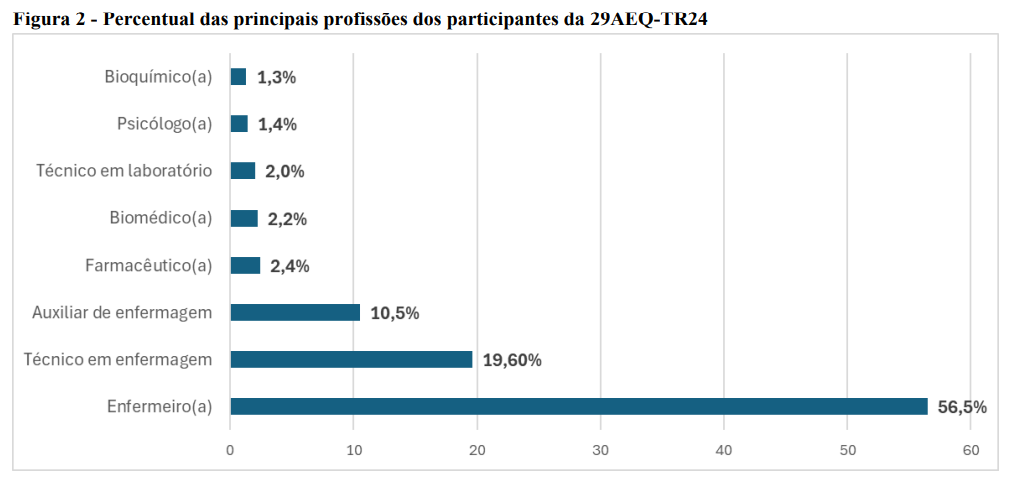 Figura 2 - Percentual das principais profissões dos participantes da 29AEQ-TR24
Bioquímico(a) 1,3%
Psicólogo(a) 1,4%
Técnico em laboratório 2,0%
Biomédico(a) 2,2%
Farmacêutico(a) 2,4%
Auxiliar de enfermagem 10,5%
Técnico em enfermagem 19,60%
Enfermeiro(a) 56,5%
0 10 20 30 40 50 60